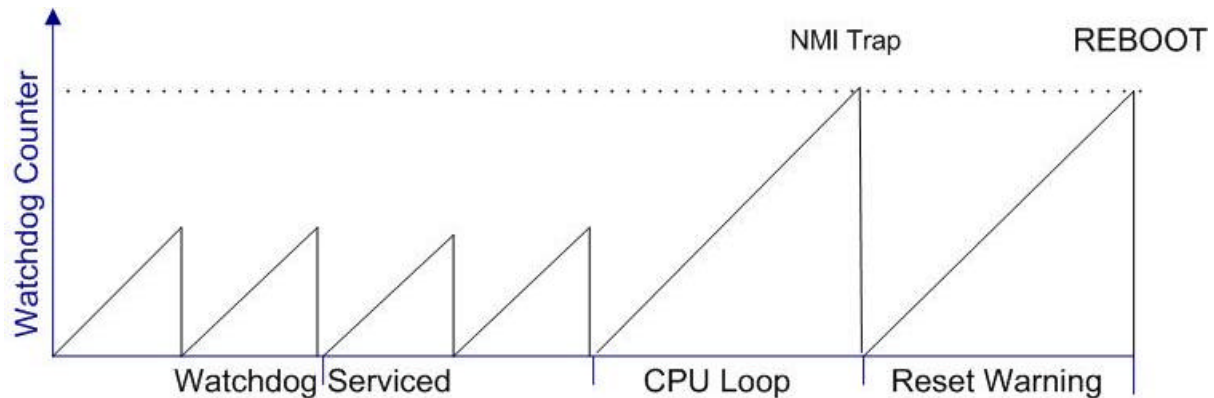 NMI Trap
REBOOT
Watchdog Counter
Watchdog Serviced
CPU Loop
Reset Warning